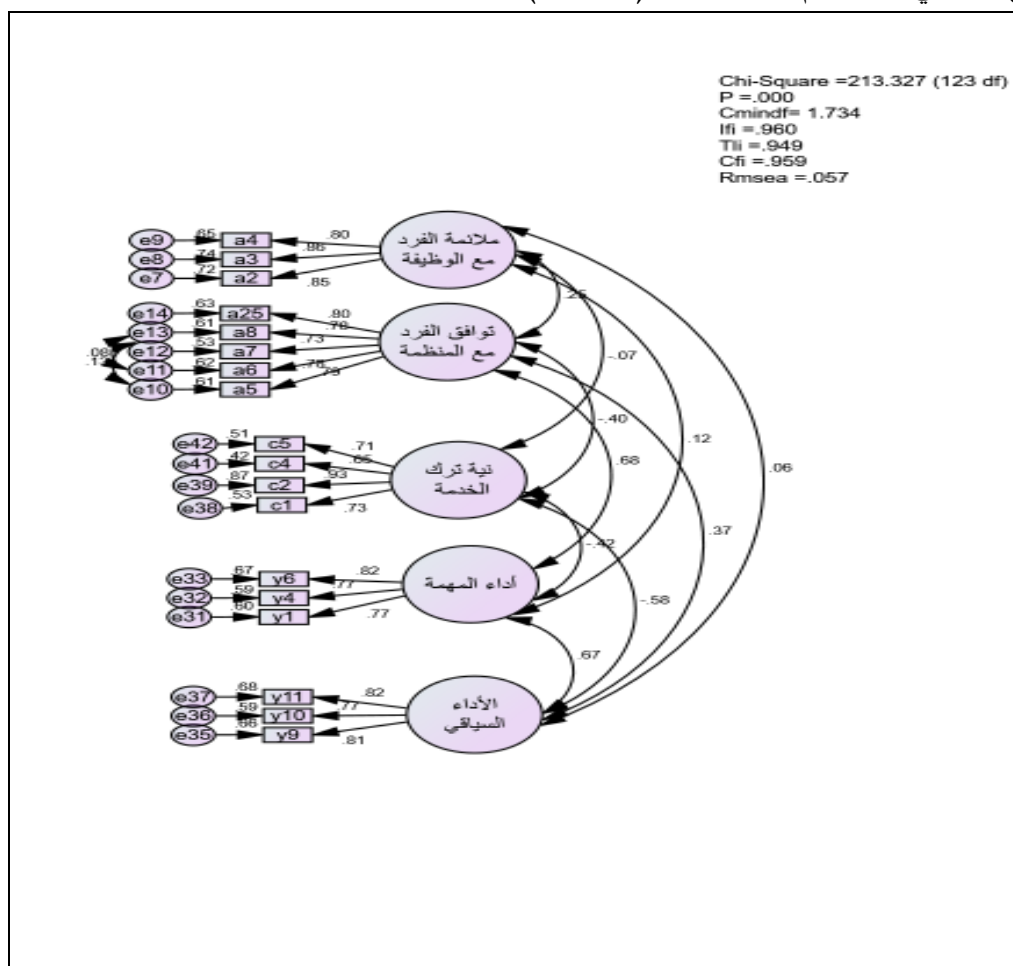 Chi-Square =213.327 (123 df)
P =.000
Cmindf= 1.734
Ifi =.960
Tli =.949
Cfi =.959
Rmsea =.057
ملائمة الفرد
مع الوظيفة
e9 .65 a4 .80
e8 .74 a3 .86
e7 .72 a2 .85
.25
توافق الفرد
مع المنظمة
e14 .63 a25 .80
e13 .61 a8 .78
e12 .53 a7 .73
e11 .62 a6
e10 .61 a5 .79
-.07
-.40
.12
.68
.06
نية ترك
الخدمة
e42 .51 c5 .71
e41 .42 c4 .65
e39 .87 c2 .93
e38 .53 c1 .73
.37
-.42
أداء المهمة
e33 .67 y6 .82
e32 .59 y4 .77
e31 .60 y1 .77
-.58
.67
الأداء
السياقي
e37 .68 y11 .82
e36 .59 y10 .77
e35 .66 y9 .81